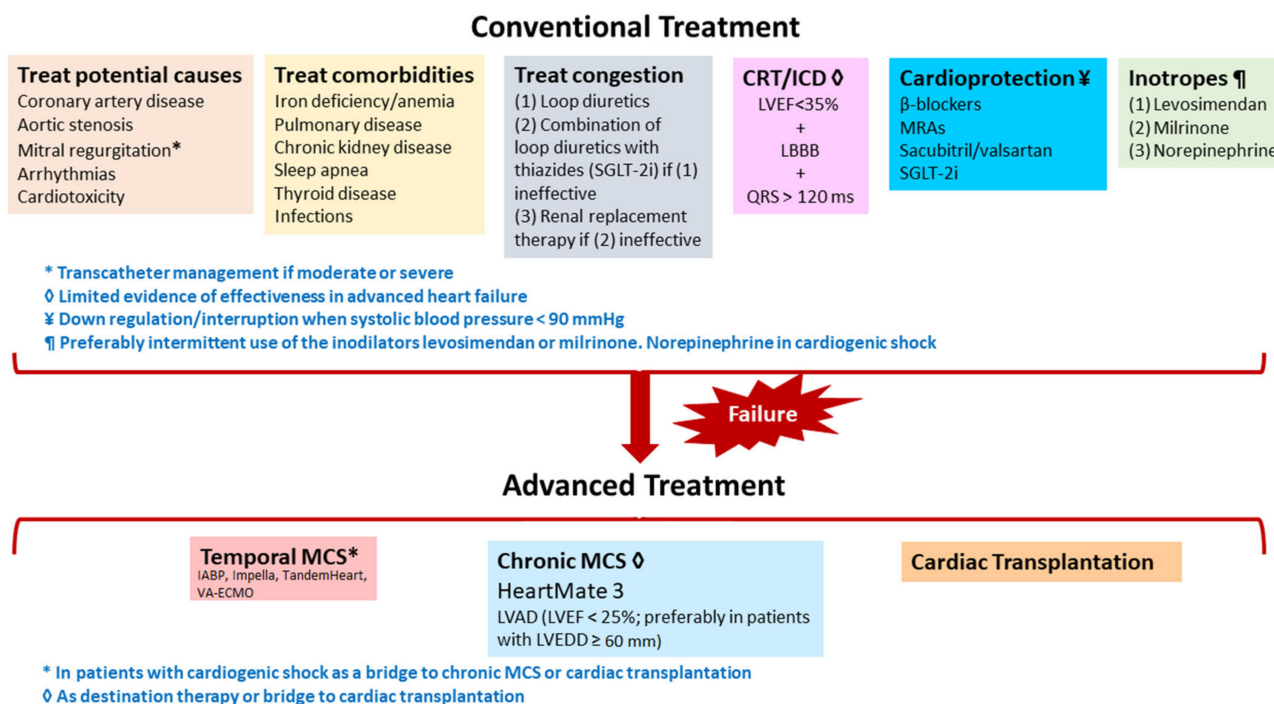 Conventional Treatment
Treat potential causes
Coronary artery disease
Aortic stenosis
Mitral regurgitation*
Arrhythmias
Cardiotoxicity
Treat comorbidities
Iron deficiency/anemia
Pulmonary disease
Chronic kidney disease
Sleep apnea
Thyroid disease
Infections
Treat congestion
(1) Loop diuretics
(2) Combination of
loop diuretics with
thiazides (SGLT-2i) if (1)
ineffective
(3) Renal replacement
therapy if (2) ineffective
CRT/ICD ◊
LVEF<35%
+
LBBB
+
QRS > 120 ms
Cardioprotection ¥
β-blockers
MRAs
Sacubitril/valsartan
SGLT-2i
Inotropes ¶
(1) Levosimendan
(2) Milrinone
(3) Norepinephrine
* Transcatheter management if moderate or severe
◊ Limited evidence of effectiveness in advanced heart failure
¥ Down regulation/interruption when systolic blood pressure < 90 mmHg
¶ Preferably intermittent use of the inodilators levosimendan or milrinone. Norepinephrine in cardiogenic shock
Failure
Advanced Treatment
Temporal MCS*
IABP, Impella, TandemHeart,
VA-ECMO
Chronic MCS ◊
HeartMate 3
LVAD (LVEF < 25%; preferably in patients
with LVEDD ≥ 60 mm)
Cardiac Transplantation
* In patients with cardiogenic shock as a bridge to chronic MCS or cardiac transplantation
◊ As destination therapy or bridge to cardiac transplantation